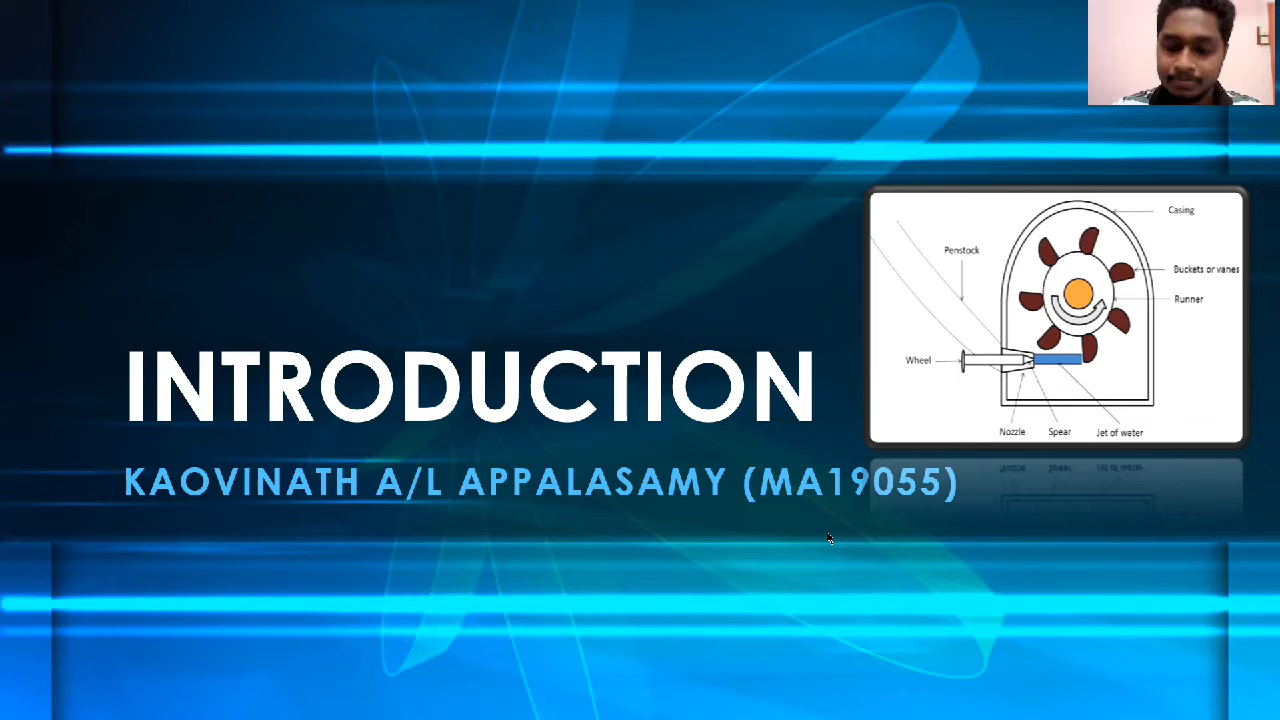 Casing
Penstock
Buckets or vanes
Runner
Wheel
Nozzle Spear Jet of water
INTRODUCTION
KAOVINATH A/L APPALASAMY (MA19055)